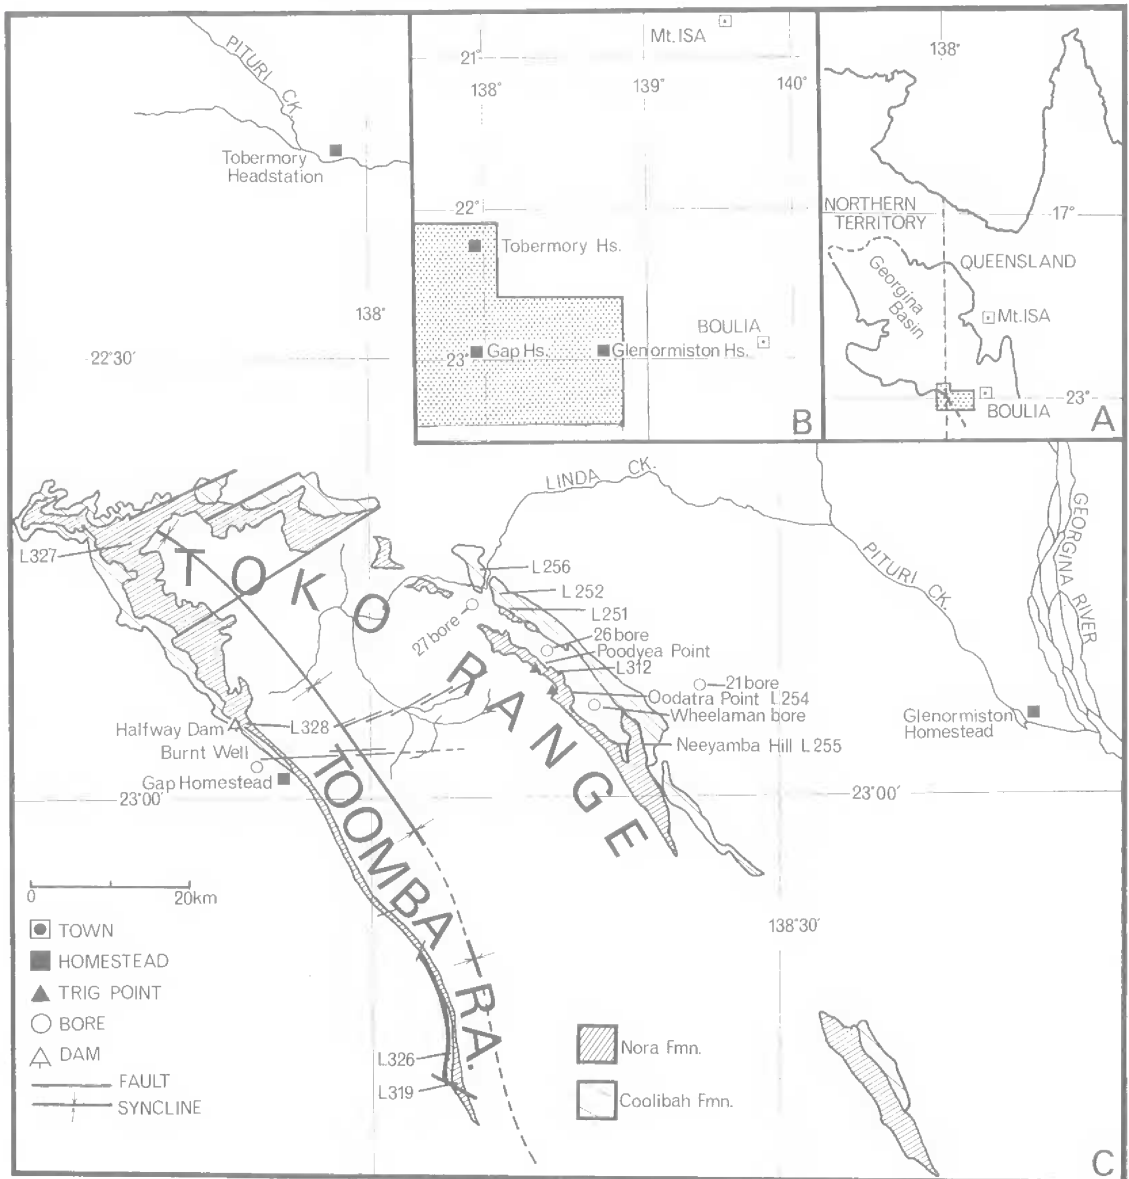 PITURI CK.
Tobermory
Headstation
138°
22°30'
Mt. ISA
21°
138°
139°
140°
22°
Tobermory Hs.
BOULIA
23°
Gap Hs.
Glenormiston Hs.
B
138°
NORTHERN
TERRITORY
17°
QUEENSLAND
Georgina
Basin
Mt. ISA
23°
BOULIA
A
LINDA CK.
PITURI CK.
GEORGINA RIVER
L327
TOKO
RANGE
L256
L252
L251
27 bore
26 bore
Poodyea Point
L312
21 bore
Oodatra Point L254
Wheelaman bore
Neeyamba Hill L255
Glenormiston
Homestead
Halfway Dam
L328
Burnt Well
Gap Homestead
23°00'
23°00'
TOOMBA RA.
0 20km
138°30'
TOWN
HOMESTEAD
TRIG POINT
BORE
DAM
FAULT
SYNCLINE
L326
L319
Nora Fmn.
Coolibah Fmn.
C